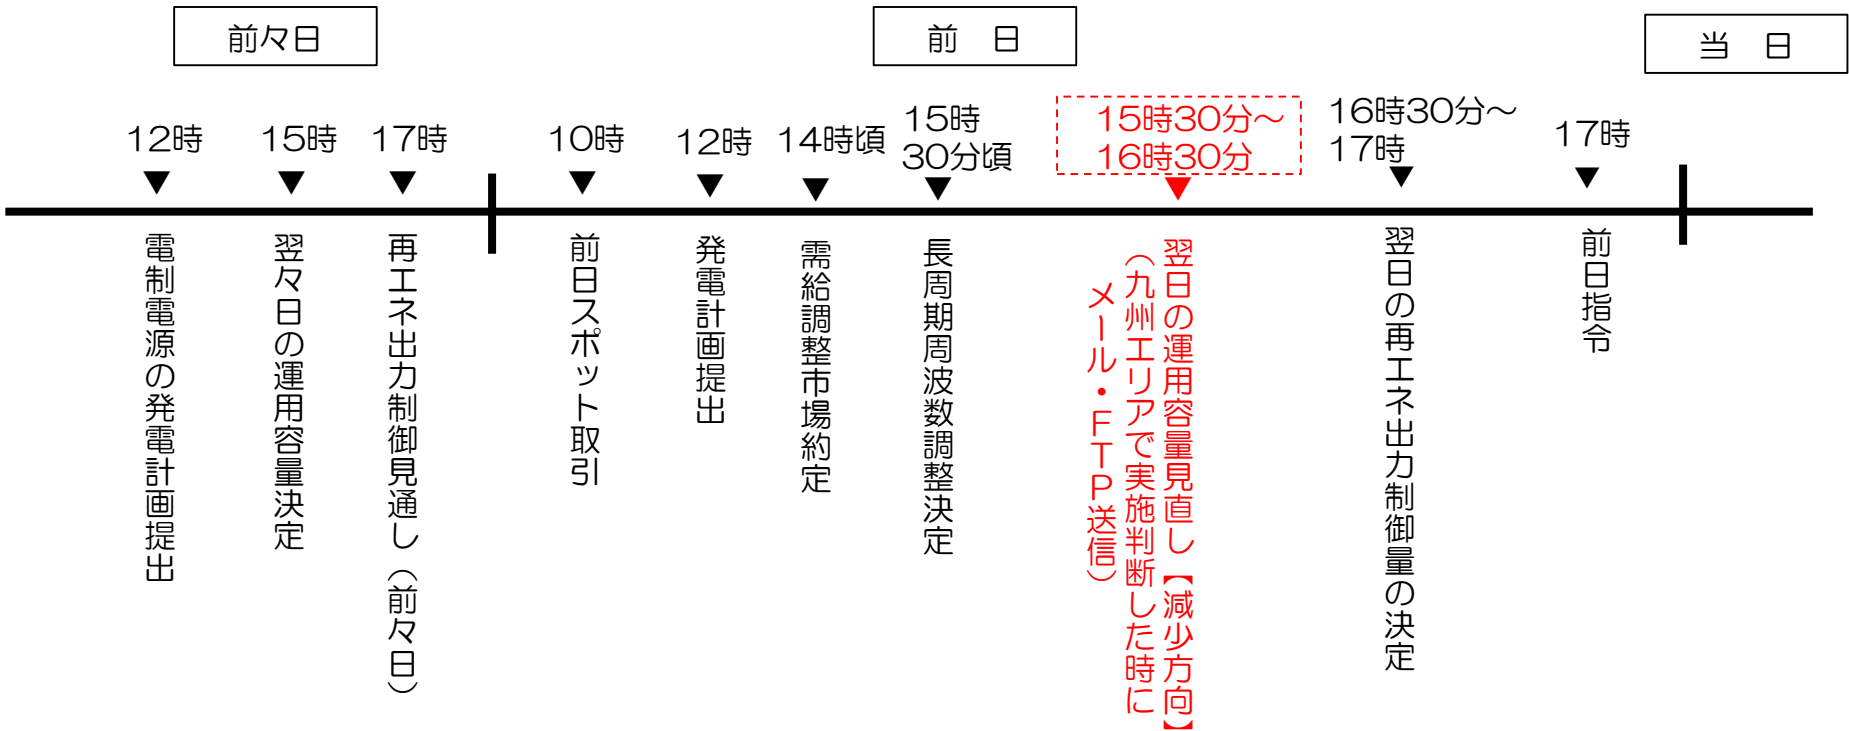 前々日
前　日
当　日
12時
15時
17時
10時
12時
14時頃
15時
30分頃
15時30分～
16時30分
16時30分～
17時
17時
電制電源の発電計画提出
翌々日の運用容量決定
再エネ出力制御見通し（前々日）
前日スポット取引
発電計画提出
需給調整市場約定
長周期周波数調整決定
翌日の運用容量見直し【減少方向】
（九州エリアで実施判断した時に
メール・ＦＴＰ送信）
翌日の再エネ出力制御量の決定
前日指令